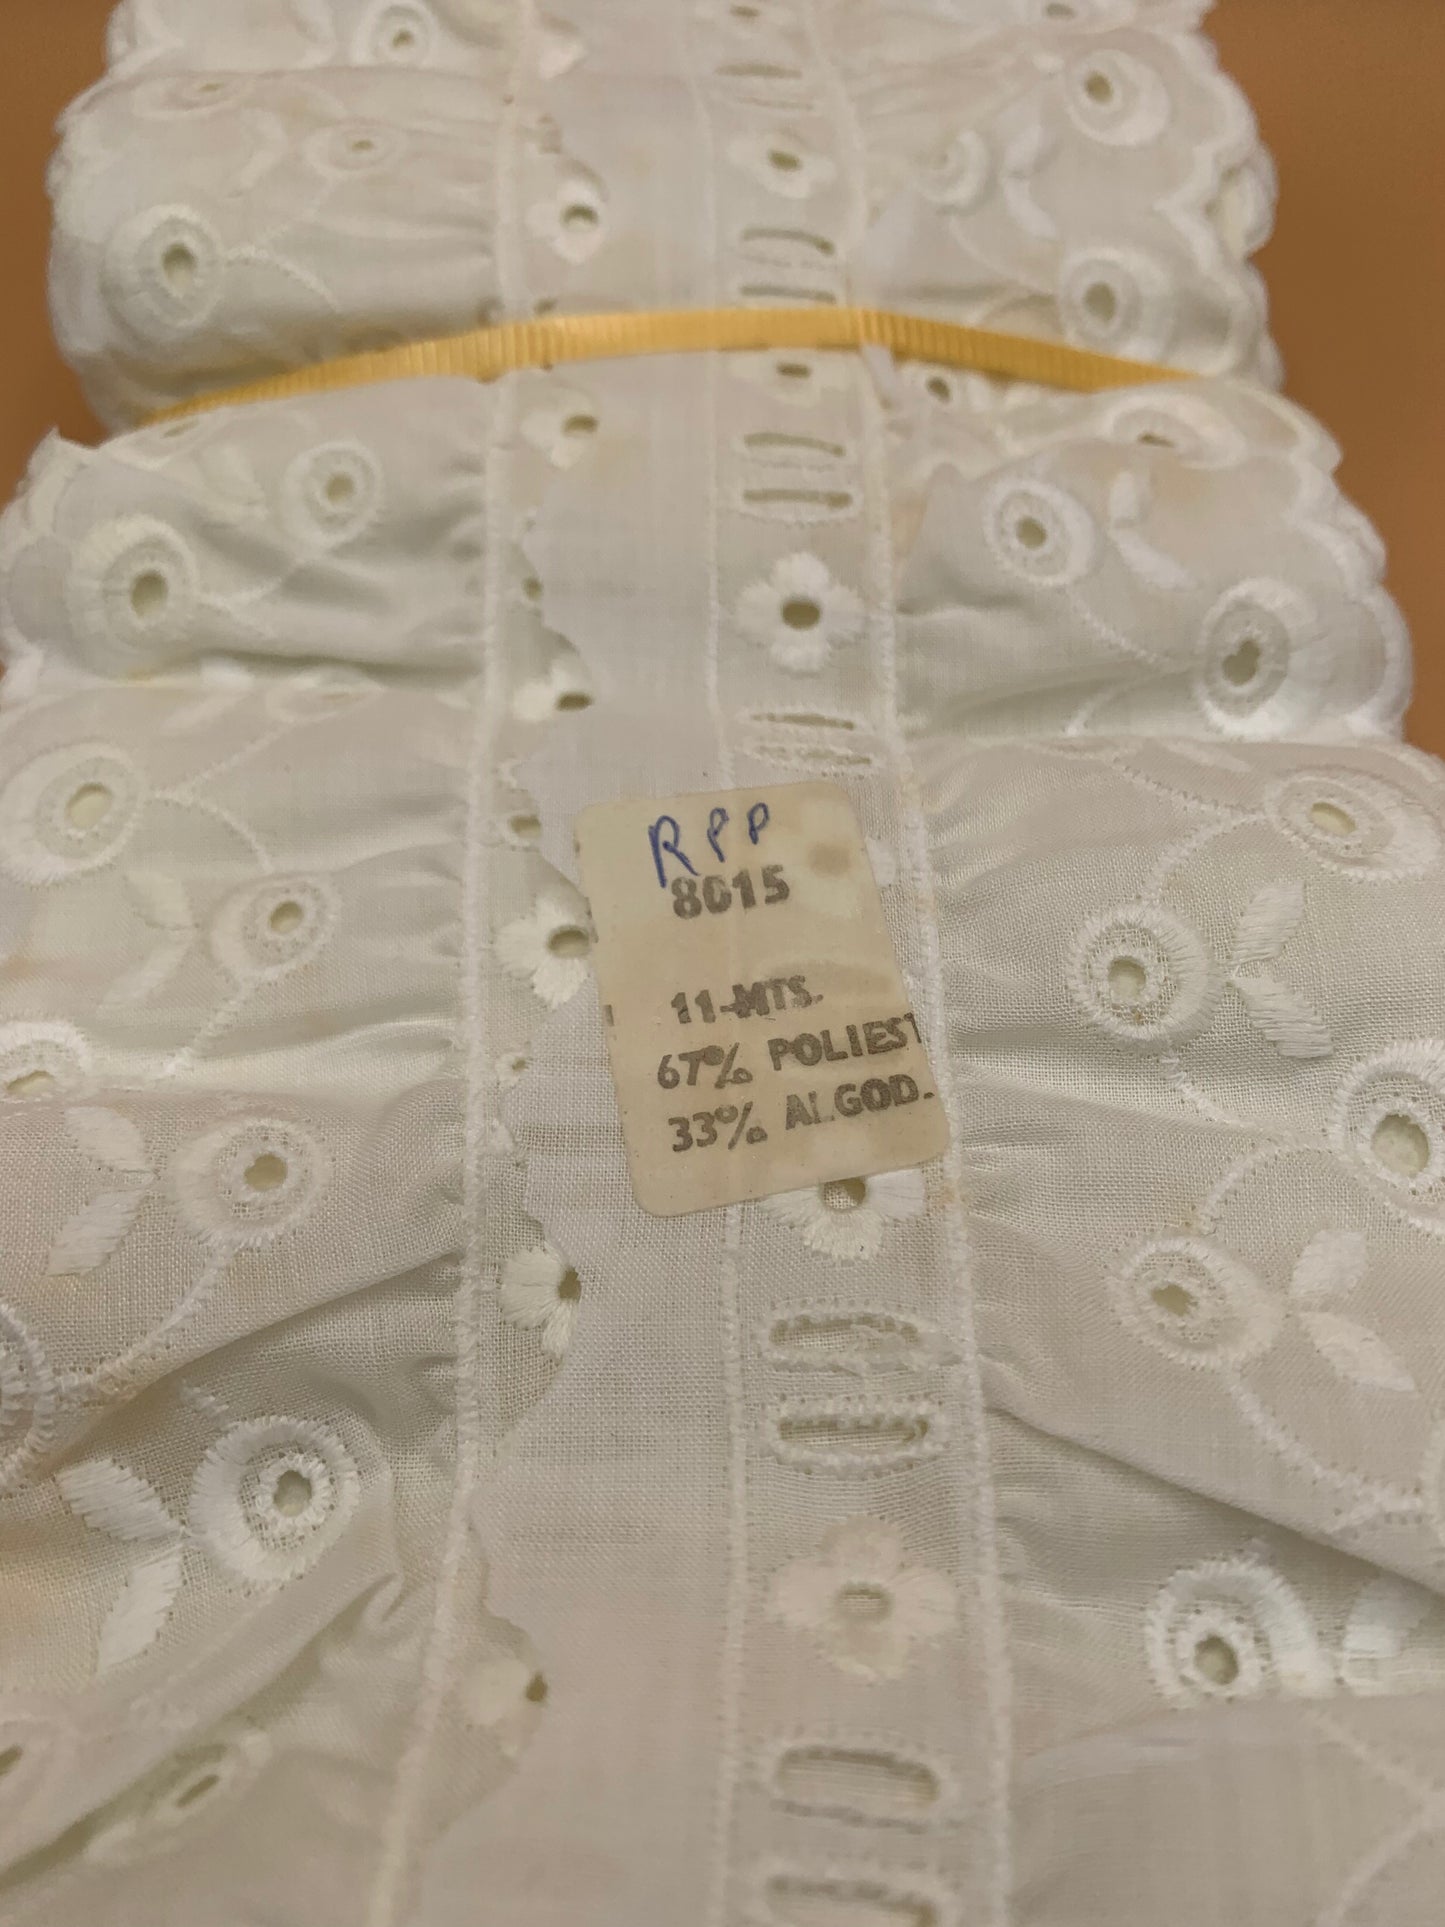 RPP
8015
11-MTS.
67% POLIEST
33% ALGOD.